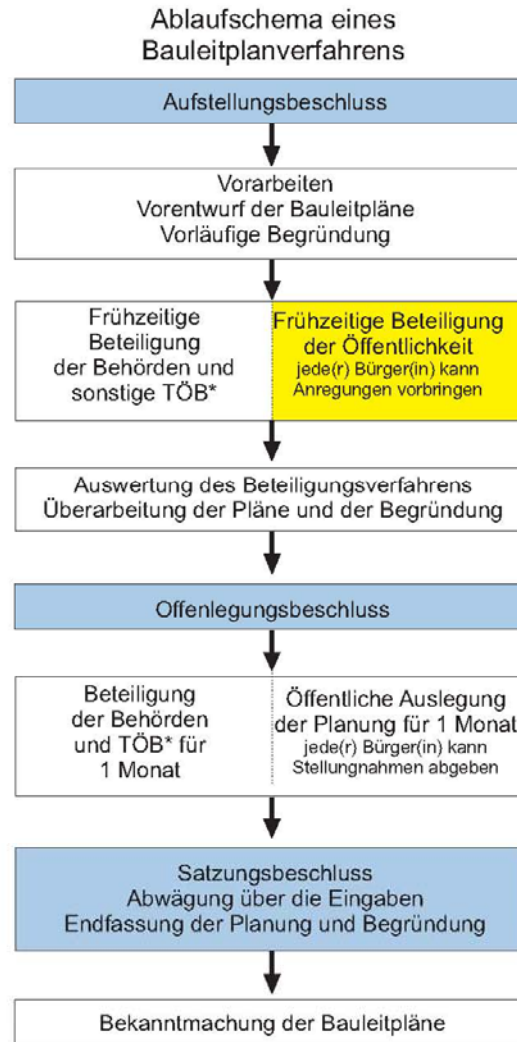 Ablaufschema eines
Bauleitplanverfahrens
Aufstellungsbeschluss
Vorarbeiten
Vorentwurf der Bauleitpläne
Vorläufige Begründung
Frühzeitige
Beteiligung
der Behörden und
sonstige TÖB*
Frühzeitige Beteiligung
der Öffentlichkeit
jede(r) Bürger(in) kann
Anregungen vorbringen
Auswertung des Beteiligungsverfahrens
Überarbeitung der Pläne und der Begründung
Offenlegungsbeschluss
Beteiligung
der Behörden
und TÖB* für
1 Monat
Öffentliche Auslegung
der Planung für 1 Monat
jede(r) Bürger(in) kann
Stellungnahmen abgeben
Satzungsbeschluss
Abwägung über die Eingaben
Endfassung der Planung und Begründung
Bekanntmachung der Bauleitpläne